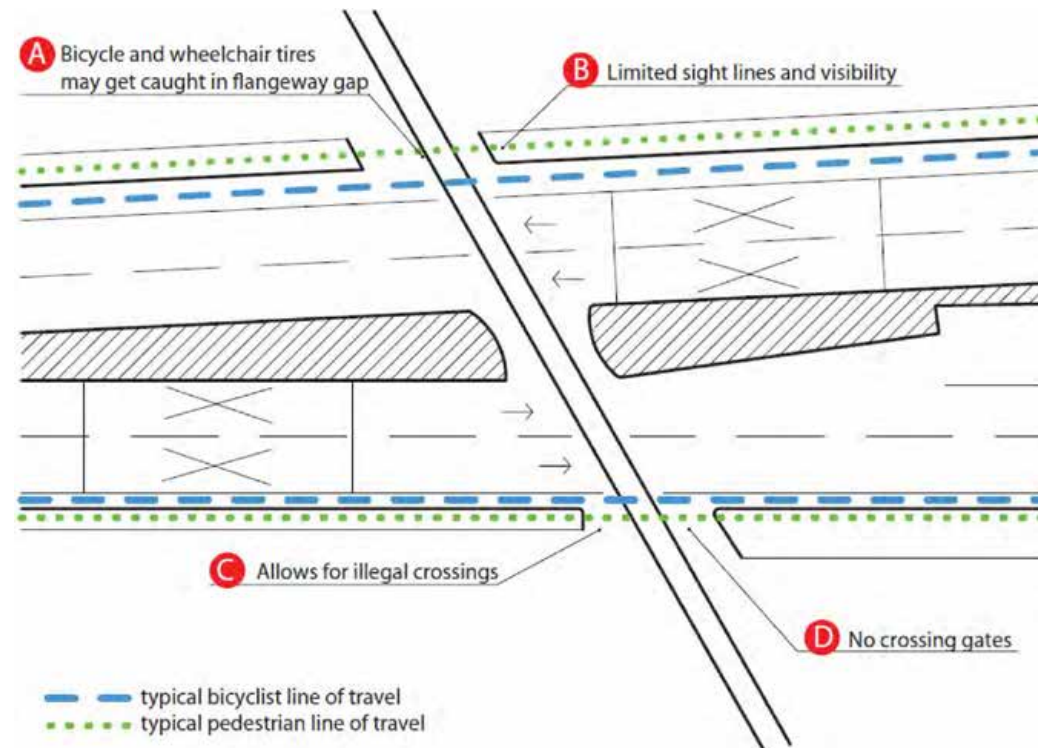 A Bicycle and wheelchair tires
may get caught in flangeway gap
B Limited sight lines and visibility
C Allows for illegal crossings
D No crossing gates
typical bicyclist line of travel
typical pedestrian line of travel